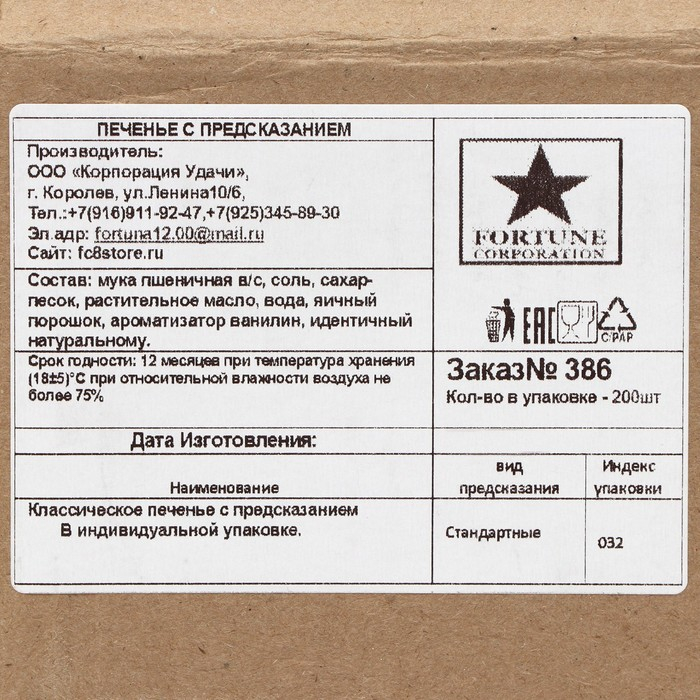 ПЕЧЕНЬЕ С ПРЕДСКАЗАНИЕМ
Производитель:
ООО «Корпорация Удачи»,
г. Королев, ул.Ленина10/6,
Тел.:+7(916)911-92-47,+7(925)345-89-30
Эл.адр: fortuna12.00@mail.ru
Сайт: fc8store.ru
Состав: мука пшеничная в/с, соль, сахар-
песок, растительное масло, вода, яичный
порошок, ароматизатор ванилин, идентичный
натуральному.
Срок годности: 12 месяцев при температура хранения
(18±5)°С при относительной влажности воздуха не
более 75%
FORTUNE
CORPORATION
EAC
C/PAP
Заказ№ 386
Кол-во в упаковке - 200шт
Дата Изготовления:
Наименование
вид
предсказания
Индекс
упаковки
Классическое печенье с предсказанием
В индивидуальной упаковке.
Стандартные
032